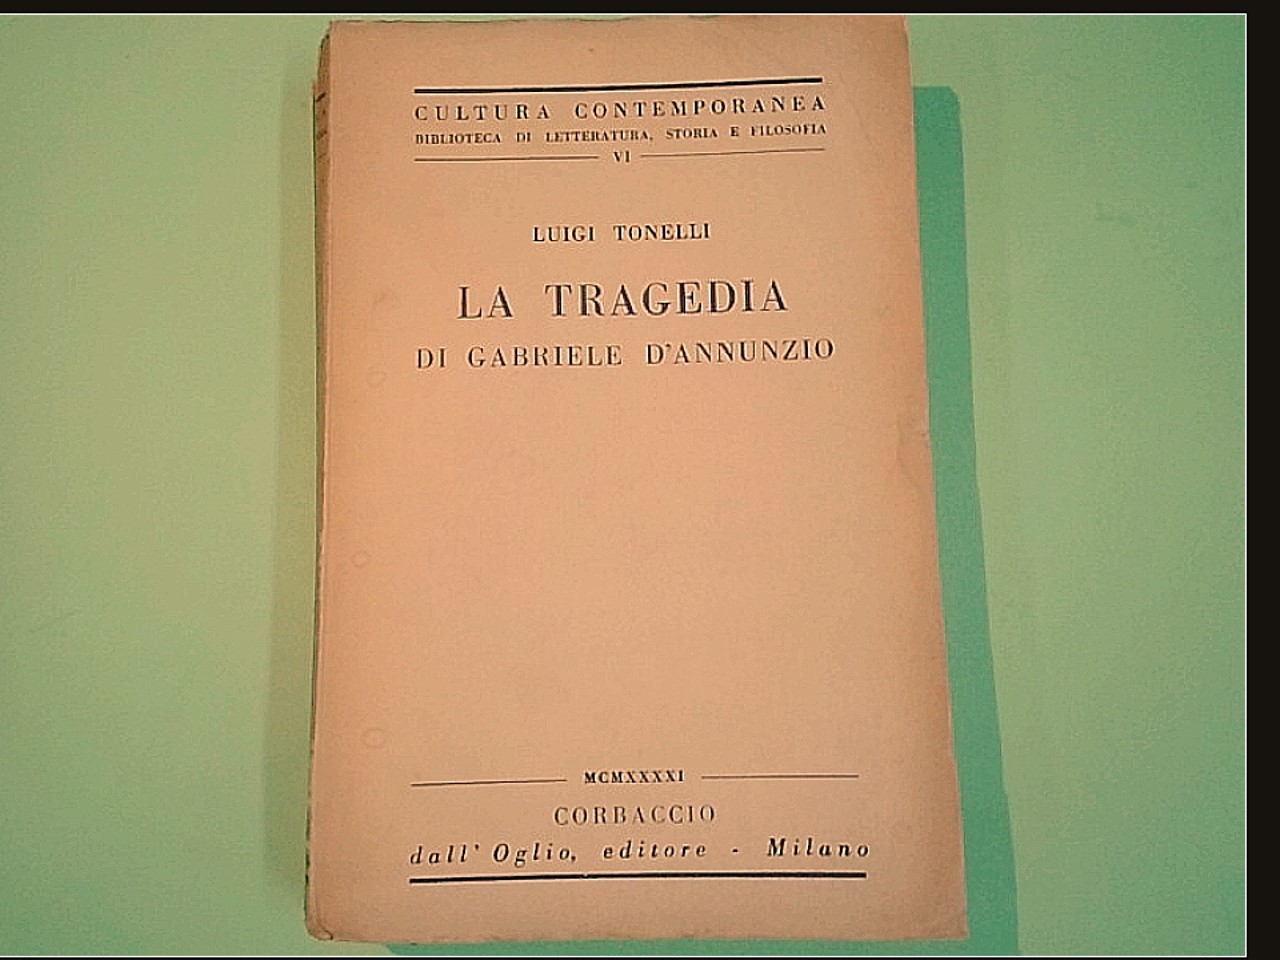 CULTURA CONTEMPORANEA
BIBLIOTECA DI LETTERATURA, STORIA E FILOSOFIA
VI
LUIGI TONELLI
LA TRAGEDIA
DI GABRIELE D'ANNUNZIO
MCMXXXXI
CORBACCIO
dall' Oglio, editore - Milano